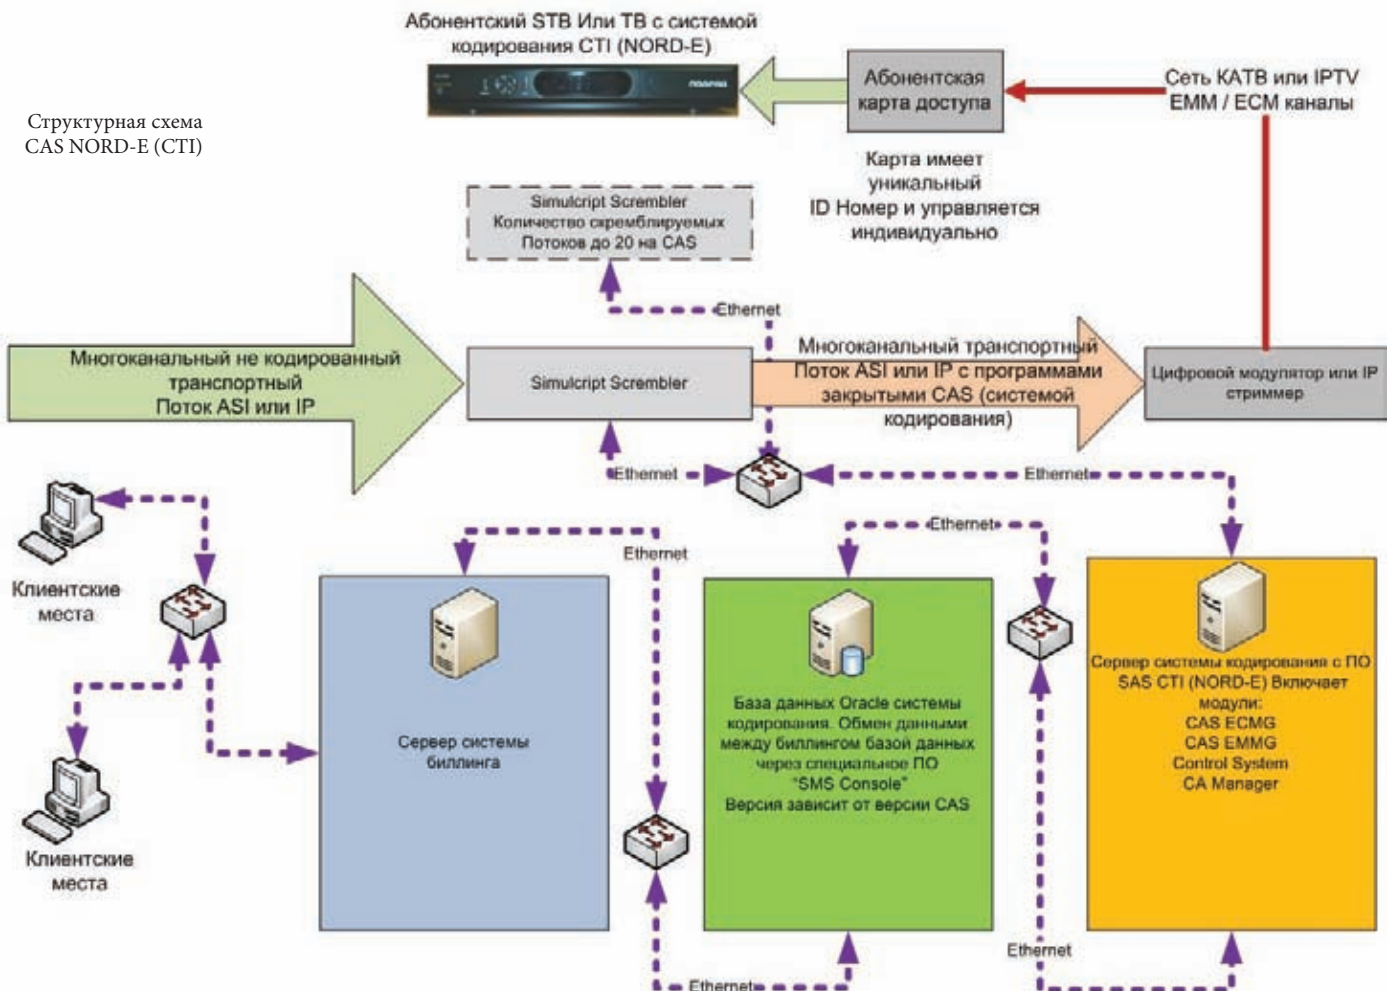 Абонентский STB Или ТВ с системой
кодирования CTI (NORD-E)
Структурная схема
CAS NORD-E (CTI)
Абонентская
карта доступа
Сеть КАТВ или IPTV
EMM / ECM каналы
Карта имеет
уникальный
ID Номер и управляется
индивидуально
Simulcript Scrembler
Количество скремблируемых
Потоков до 20 на CAS
Ethernet
Многоканальный не кодированный
транспортный
Поток ASI или IP
Simulcript Scrembler
Многоканальный транспортный
Поток ASI или IP с программами
закрытыми CAS (системой
кодирования)
Цифровой модулятор или IP
стриммер
Ethernet
Ethernet
Ethernet
Ethernet
Клиентские
места
Клиентские
места
Сервер системы
биллинга
База данных Oracle системы
кодирования. Обмен данными
между биллингом базой данных
через специальное ПО
“SMS Console”
Версия зависит от версии CAS
Сервер системы кодирования с ПО
SAS CTI (NORD-E) Включает
модули:
CAS ECMG
CAS EMMG
Control System
CA Manager
Ethernet
Ethernet